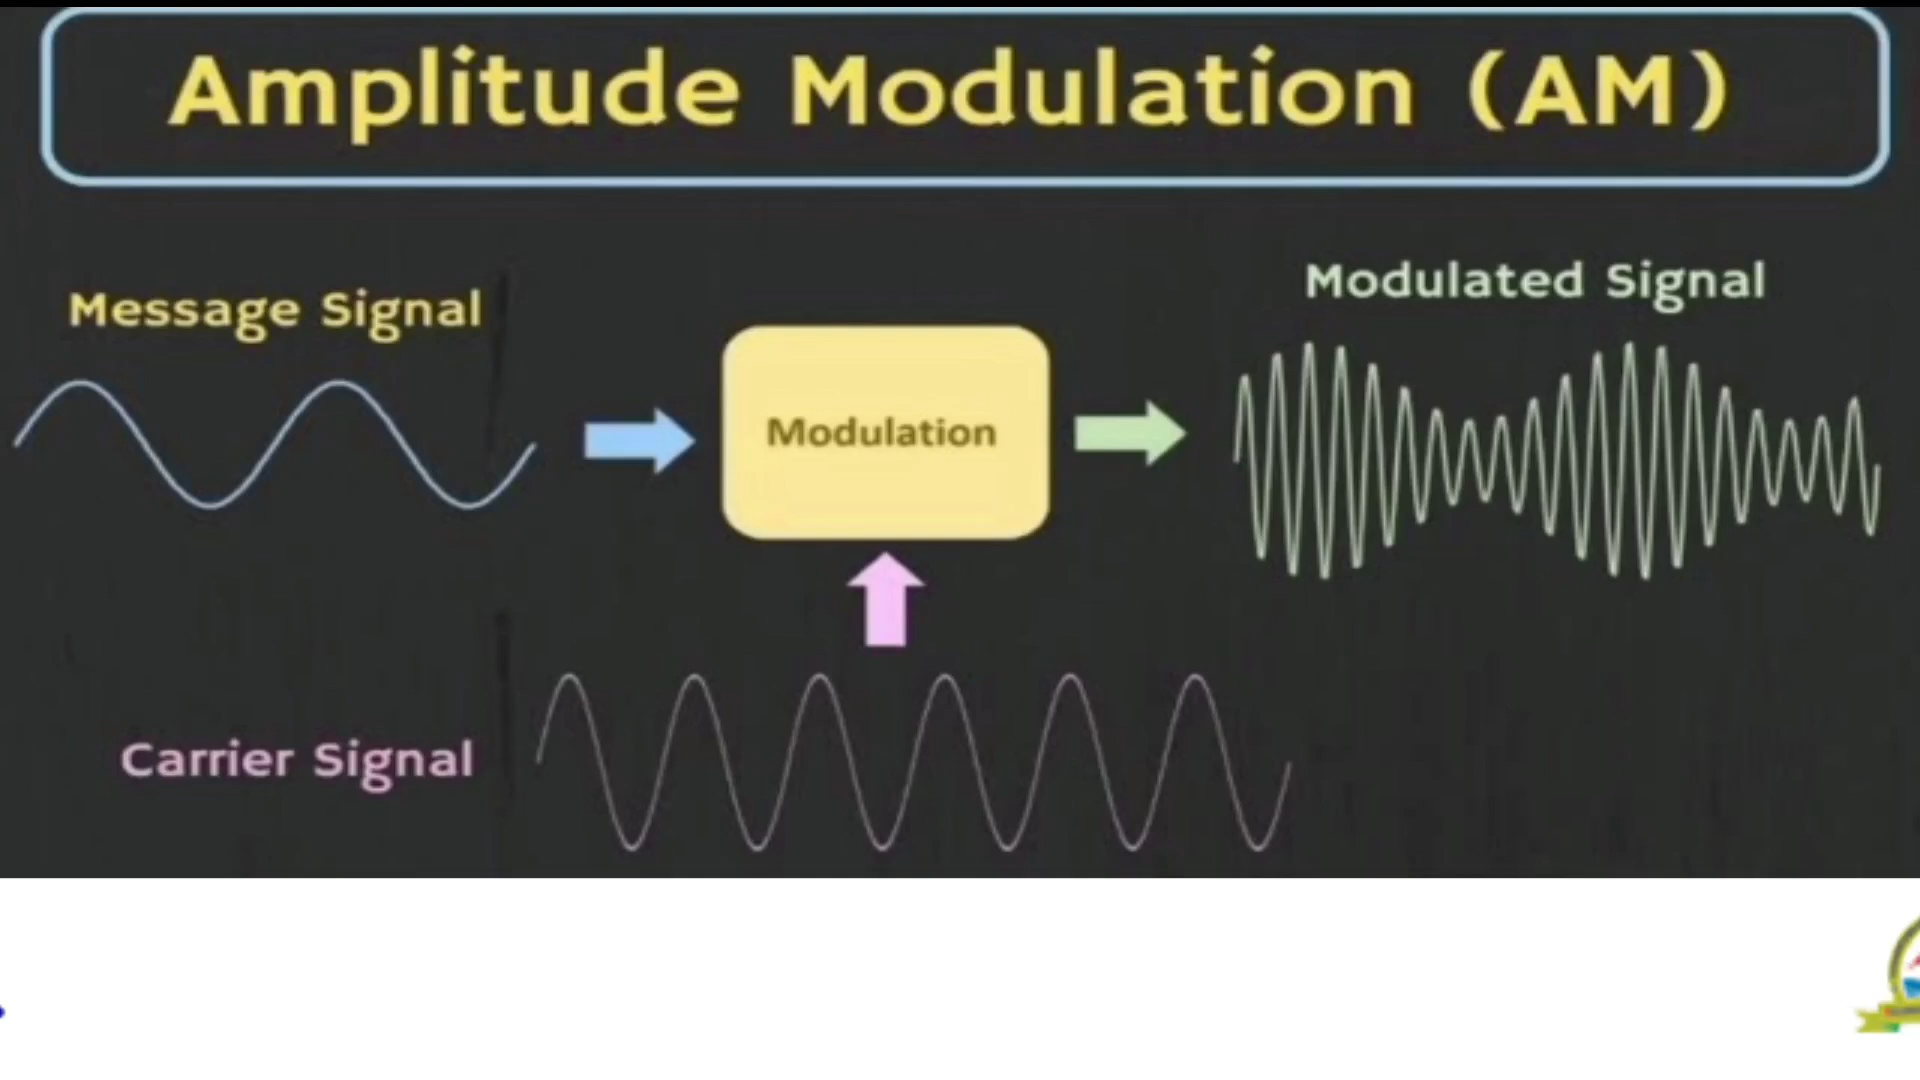 Amplitude Modulation (AM)
Message Signal
Modulated Signal
Modulation
Carrier Signal